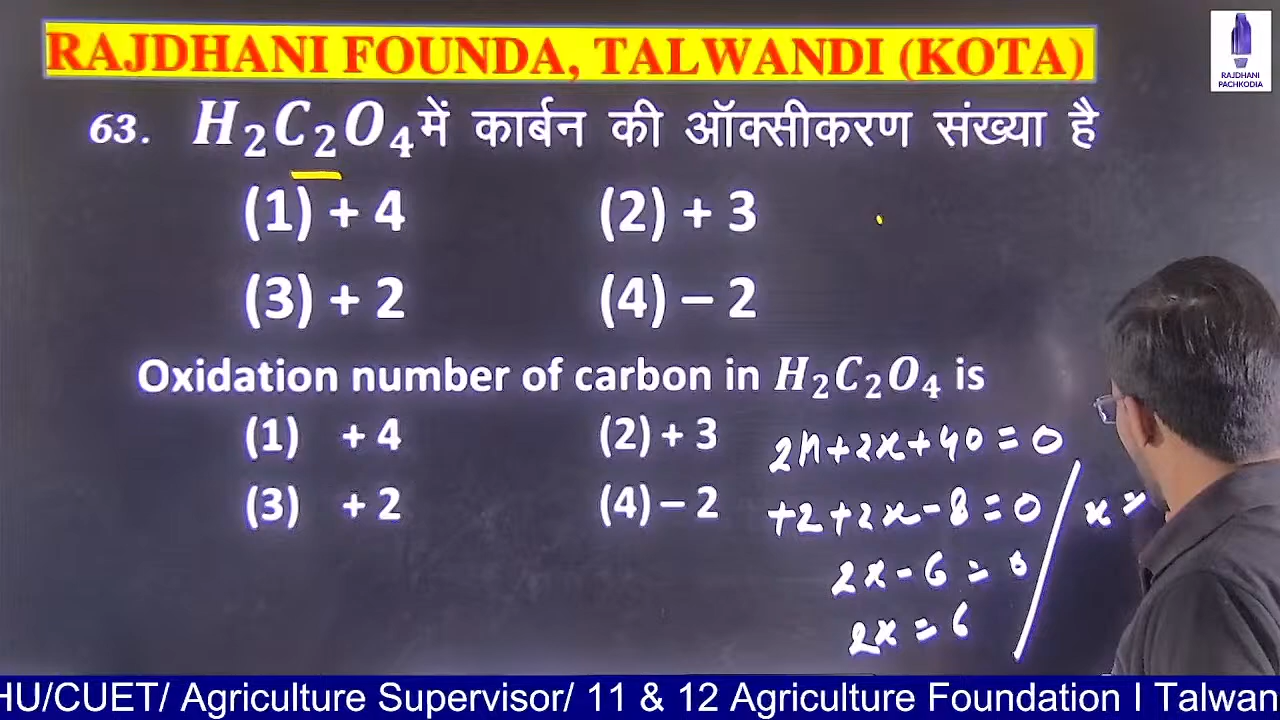 RAJDHANI FOUNDA, TALWANDI (KOTA)
RAJDHANI
PACHKODIA
63. H₂C₂O₄ में कार्बन की ऑक्सीकरण संख्या है
(1) + 4 (2) + 3
(3) + 2 (4) – 2
Oxidation number of carbon in H₂C₂O₄ is
(1) + 4 (2) + 3
(3) + 2 (4) – 2
2H+2x+4O=0
+2+2x-8=0
2x-6=0
2x=6
x=
HU/CUET/ Agriculture Supervisor/ 11 & 12 Agriculture Foundation I Talwan